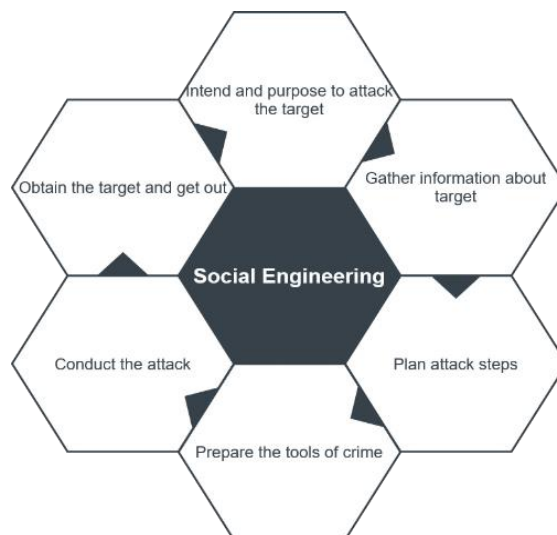 Intend and purpose to attack
the target
Gather information about
target
Plan attack steps
Prepare the tools of crime
Conduct the attack
Obtain the target and get out
Social Engineering